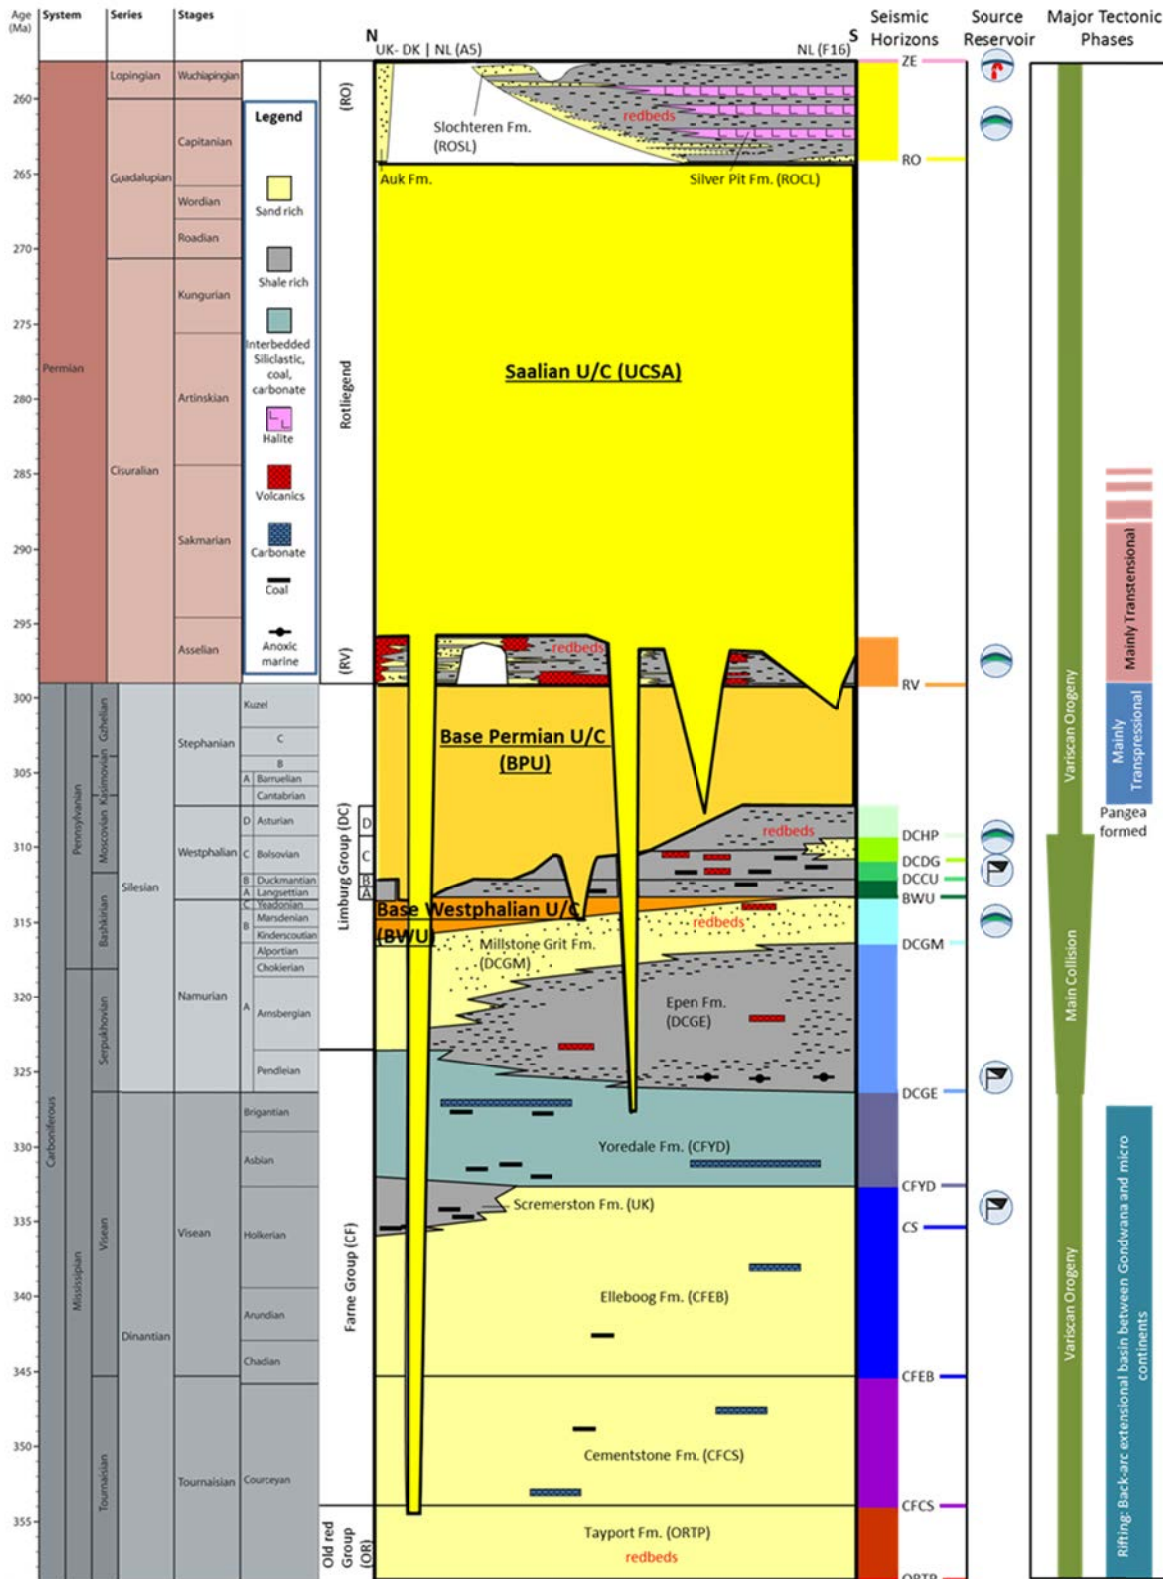 Age
(Ma)
System
Series
Stages
N
S
UK- DK | NL (A5)
NL (F16)
Seismic
Horizons
Source
Reservoir
Major Tectonic
Phases
260
265
270
275
280
285
290
295
300
305
310
315
320
325
330
335
340
345
350
355
Permian
Carboniferous
Pennsylvanian
Mississipian
Lopingian
Guadalupian
Cisuralian
Gzhelian
Kasimovian
Moscovian
Bashkirian
Serpukhovian
Visean
Tournaisian
Silesian
Dinantian
Wuchiapingian
Capitanian
Wordian
Roadian
Kungurian
Artinskian
Sakmarian
Asselian
Stephanian
Westphalian
Namurian
Visean
Tournaisian
Kuzel
C
B
A Barruelian
Cantabrian
D Asturian
C Bolsovian
B Duckmantian
A Langsettian
C Yeadonian
B
Marsdenian
Kinderscoutian
Alportian
Chokierian
A
Arnsbergian
Pendleian
Brigantian
Asbian
Holkerian
Arundian
Chadian
Courceyan
Legend
Sand rich
Shale rich
Interbedded
Siliclastic,
coal,
carbonate
Halite
Volcanics
Carbonate
Coal
Anoxic
marine
(RO)
Rotliegend
(RV)
Limburg Group (DC)
D
C
B
A
Farne Group (CF)
Old red
Group
(OR)
Slochteren Fm.
(ROSL)
redbeds
Auk Fm.
Silver Pit Fm. (ROCL)
Saalian U/C (UCSA)
redbeds
Base Permian U/C
(BPU)
redbeds
Base Westphalian U/C
(BWU)
redbeds
Millstone Grit Fm.
(DCGM)
Epen Fm.
(DCGE)
Yoredale Fm. (CFYD)
Scremerston Fm. (UK)
Elleboog Fm. (CFEB)
Cementstone Fm. (CFCS)
Tayport Fm. (ORTP)
redbeds
ZE
RO
RV
DCHP
DCDG
DCCU
BWU
DCGM
DCGE
CFYD
CS
CFEB
CFCS
ORTP
Variscan Orogeny
Main Collision
Variscan Orogeny
Mainly Transtensional
Mainly
Transpressional
Pangea
formed
Rifting: Back-arc extensional basin between Gondwana and micro
continents